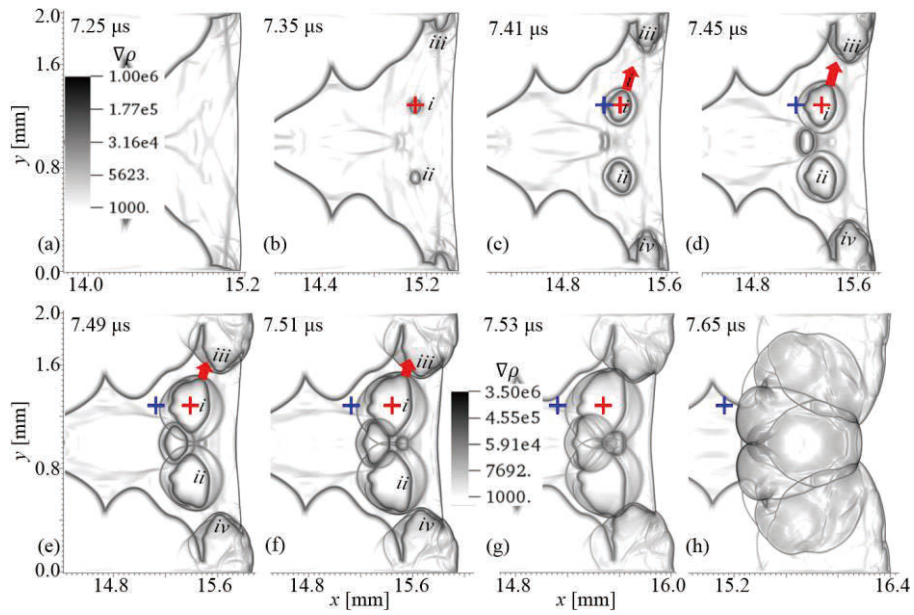 2.0
1.6
y [mm]
0.8
0.0
7.25 μs
∇ρ
1.00e6
1.77e5
3.16e4
5623.
1000.
(a)
14.0
15.2
7.35 μs
iii
i
ii
(b)
14.4
15.2
7.41 μs
iii
i
i
ii
iv
(c)
14.8
15.6
7.45 μs
iii
i
ii
iv
(d)
14.8
15.6
2.0
1.6
y [mm]
0.8
0.0
7.49 μs
iii
i
ii
iv
(e)
14.8
15.6
7.51 μs
iii
i
ii
iv
(f)
14.8
15.6
x [mm]
7.53 μs
∇ρ
3.50e6
4.55e5
5.91e4
7692.
1000.
(g)
14.8
16.0
7.65 μs
(h)
15.2
16.4
x [mm]